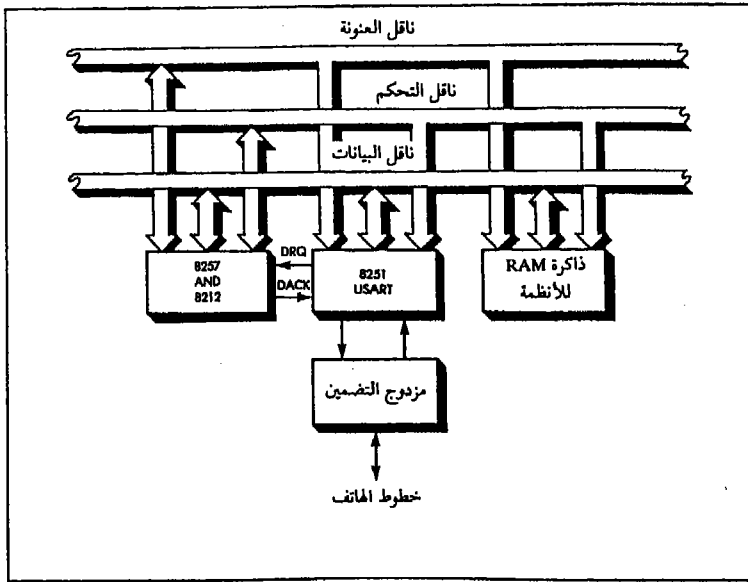 ناقل العنونة
ناقل التحكم
ناقل البيانات
8257
AND
8212
DRQ
DACK
8251
USART
ذاكرة RAM
للأنظمة
مزدوج التضمين
خطوط الهاتف